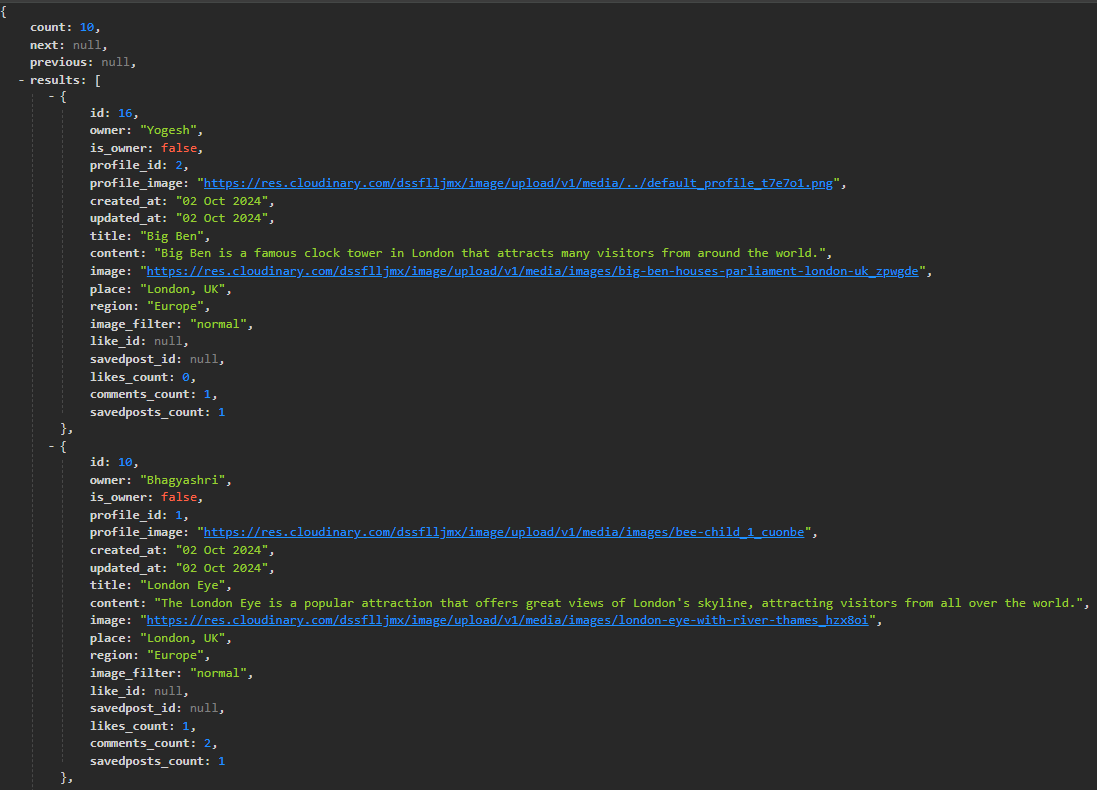 {
count: 10,
next: null,
previous: null,
- results: [
- {
id: 16,
owner: "Yogesh",
is_owner: false,
profile_id: 2,
profile_image: "https://res.cloudinary.com/dssflljmx/image/upload/v1/media/../default_profile_t7e7o1.png",
created_at: "02 Oct 2024",
updated_at: "02 Oct 2024",
title: "Big Ben",
content: "Big Ben is a famous clock tower in London that attracts many visitors from around the world.",
image: "https://res.cloudinary.com/dssflljmx/image/upload/v1/media/images/big-ben-houses-parliament-london-uk_zpwgde",
place: "London, UK",
region: "Europe",
image_filter: "normal",
like_id: null,
savedpost_id: null,
likes_count: 0,
comments_count: 1,
savedposts_count: 1
},
- {
id: 10,
owner: "Bhagyashri",
is_owner: false,
profile_id: 1,
profile_image: "https://res.cloudinary.com/dssflljmx/image/upload/v1/media/images/bee-child_1_cuonbe",
created_at: "02 Oct 2024",
updated_at: "02 Oct 2024",
title: "London Eye",
content: "The London Eye is a popular attraction that offers great views of London's skyline, attracting visitors from all over the world.",
image: "https://res.cloudinary.com/dssflljmx/image/upload/v1/media/images/london-eye-with-river-thames_hzx8oi",
place: "London, UK",
region: "Europe",
image_filter: "normal",
like_id: null,
savedpost_id: null,
likes_count: 1,
comments_count: 2,
savedposts_count: 1
},